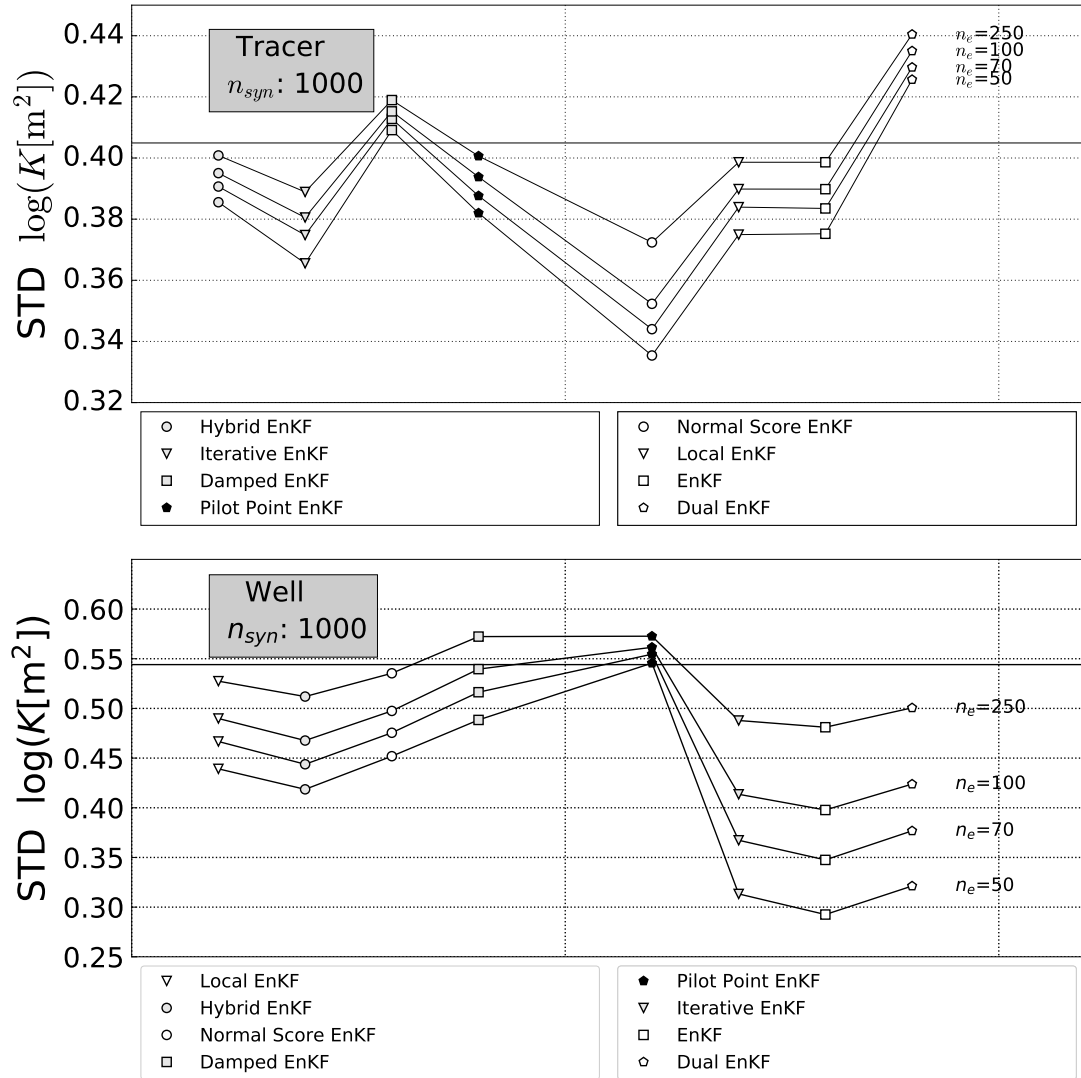 STD log(K[m²])
0.44
0.42
0.40
0.38
0.36
0.34
0.32
Tracer
n_syn: 1000
n_e=250
n_e=100
n_e=70
n_e=50
Hybrid EnKF
Iterative EnKF
Damped EnKF
Pilot Point EnKF
Normal Score EnKF
Local EnKF
EnKF
Dual EnKF
STD log(K[m²])
0.60
0.55
0.50
0.45
0.40
0.35
0.30
0.25
Well
n_syn: 1000
n_e=250
n_e=100
n_e=70
n_e=50
Local EnKF
Hybrid EnKF
Normal Score EnKF
Damped EnKF
Pilot Point EnKF
Iterative EnKF
EnKF
Dual EnKF